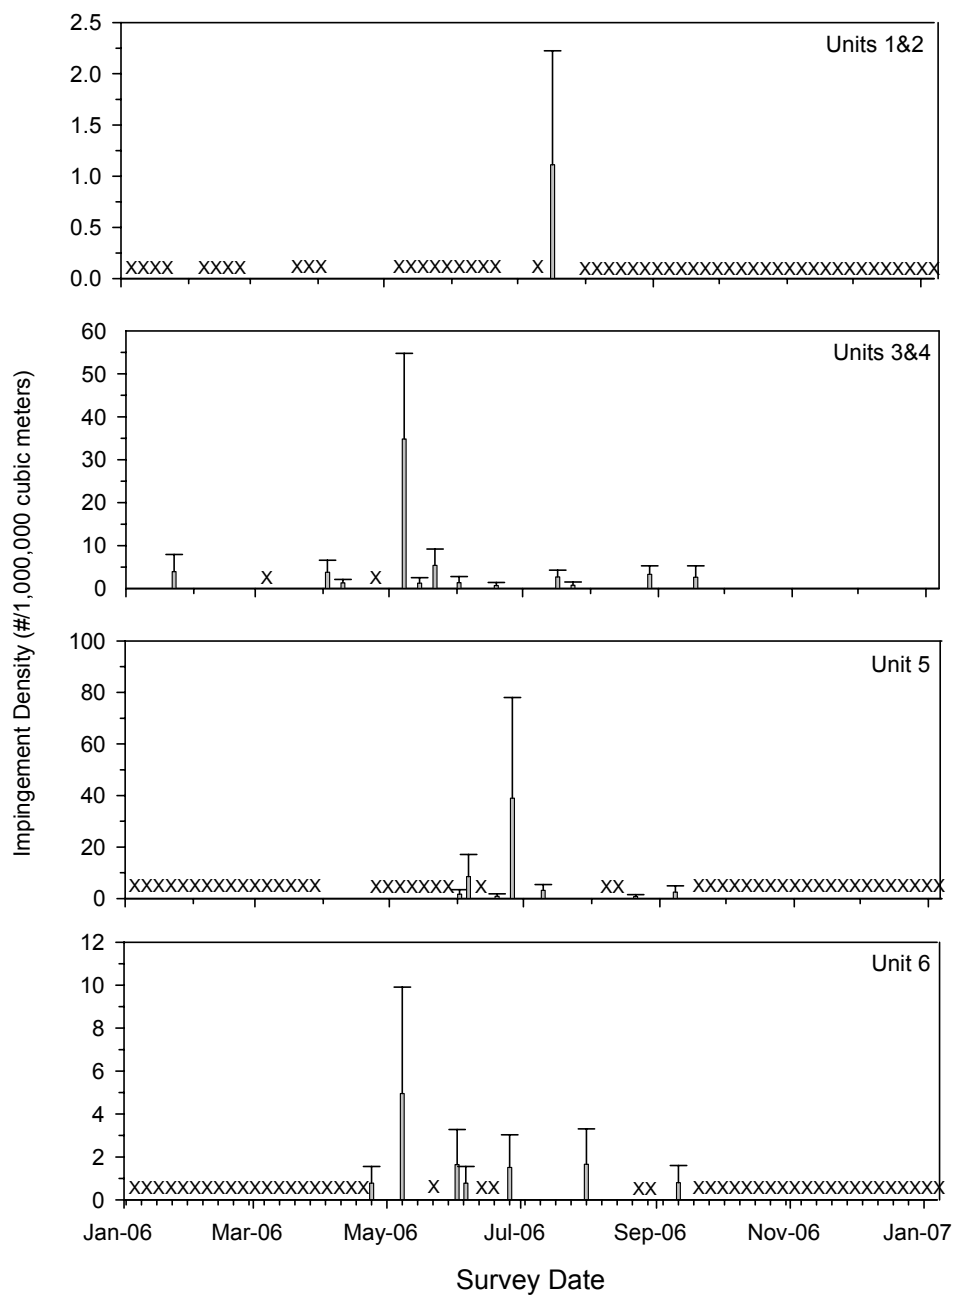 Impingement Density (#/1,000,000 cubic meters)
2.5
Units 1&2
2.0
1.5
1.0
0.5
0.0
XXXX XXXX XXX XXXXXXXXX X XXXXXXXXXXXXXXXXXXXXXXXXXXXXXX
60
Units 3&4
50
40
30
20
10
X X
0
100
Unit 5
80
60
40
20
XXXXXXXXXXXXXXXX XXXXXXX X XX XXXXXXXXXXXXXXXXXXXXX
0
12
Unit 6
10
8
6
4
2
XXXXXXXXXXXXXXXXXXXX X XX XX XXXXXXXXXXXXXXXXXXXXX
0
Jan-06 Mar-06 May-06 Jul-06 Sep-06 Nov-06 Jan-07
Survey Date